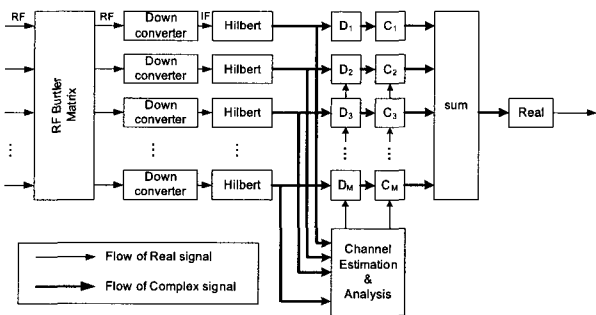 RF
RF Burtler Matrix
RF
Down converter
IF
Hilbert
D1
C1
Down converter
Hilbert
D2
C2
Down converter
Hilbert
D3
C3
Down converter
Hilbert
DM
CM
sum
Real
Channel
Estimation
&
Analysis
Flow of Real signal
Flow of Complex signal